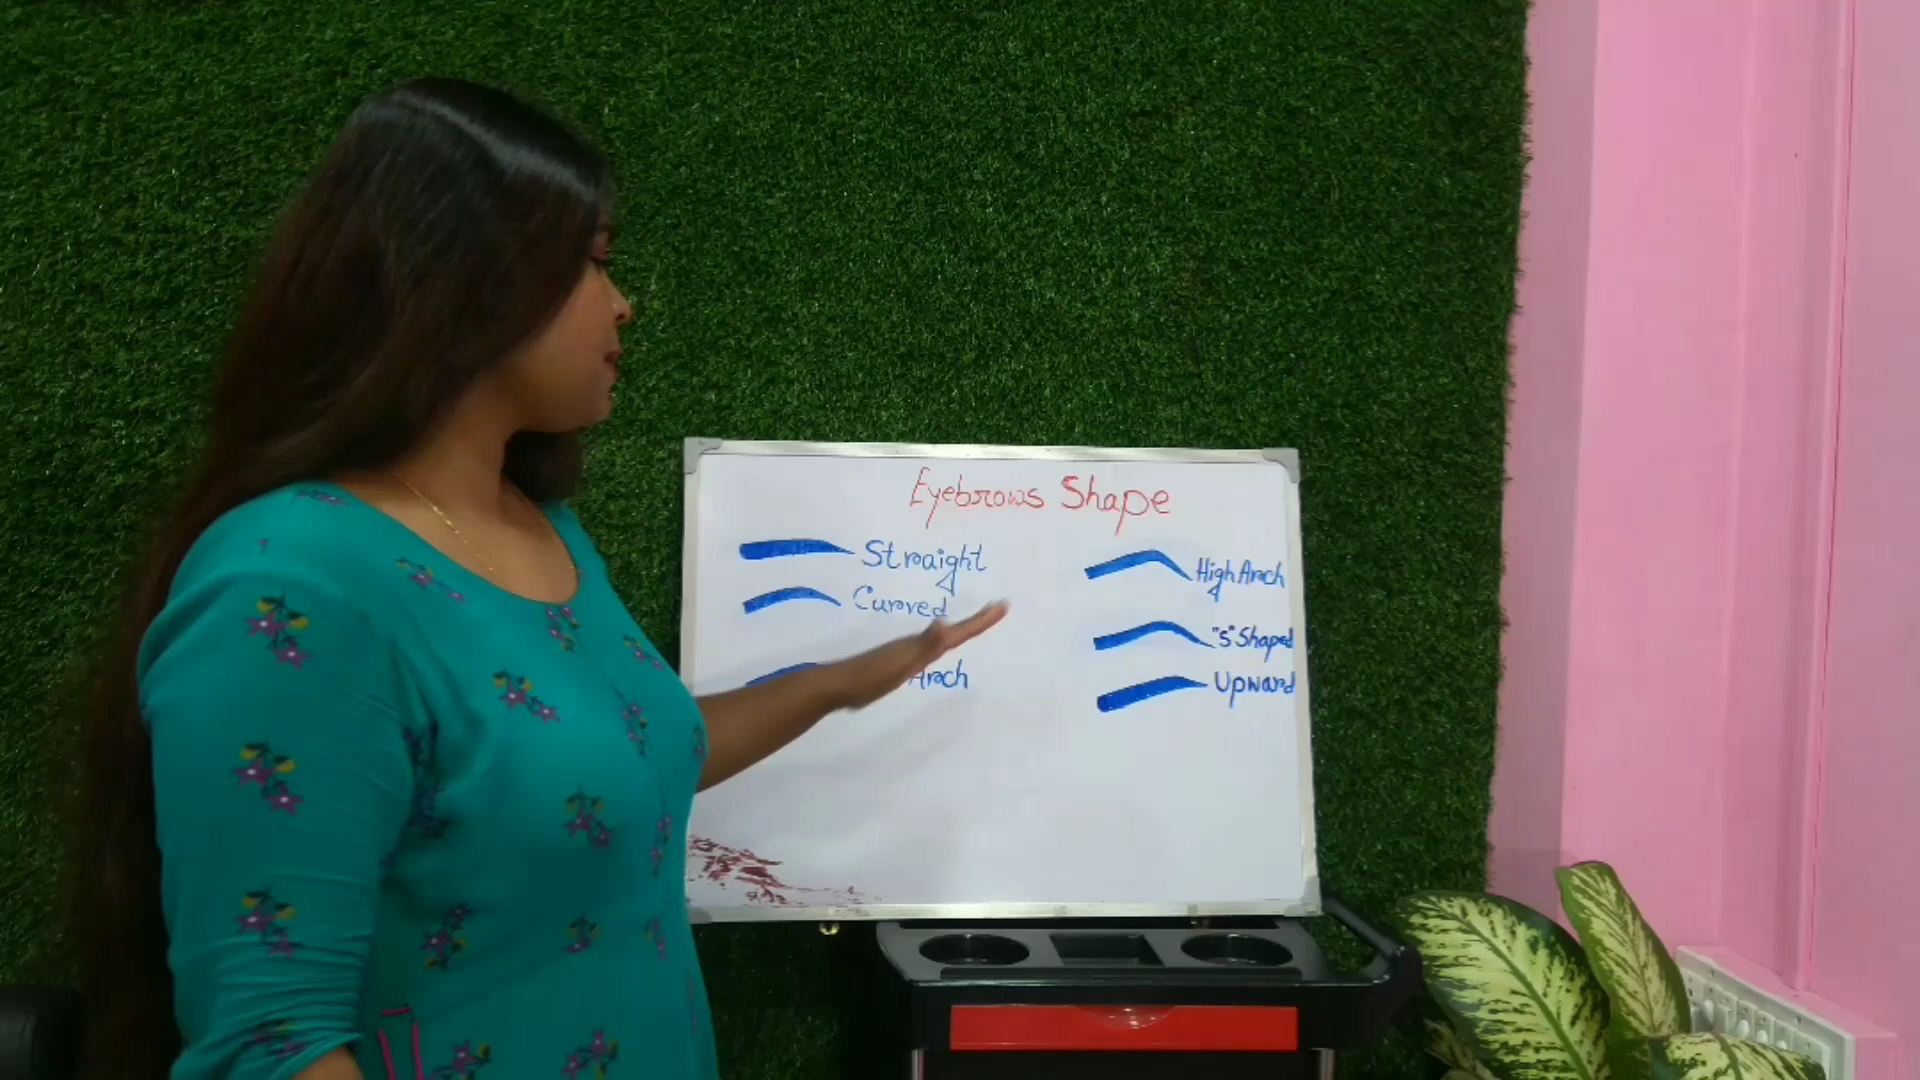 Eyebrows Shape
Straight
Curved
Arch
High Arch
"S" Shaped
Upward